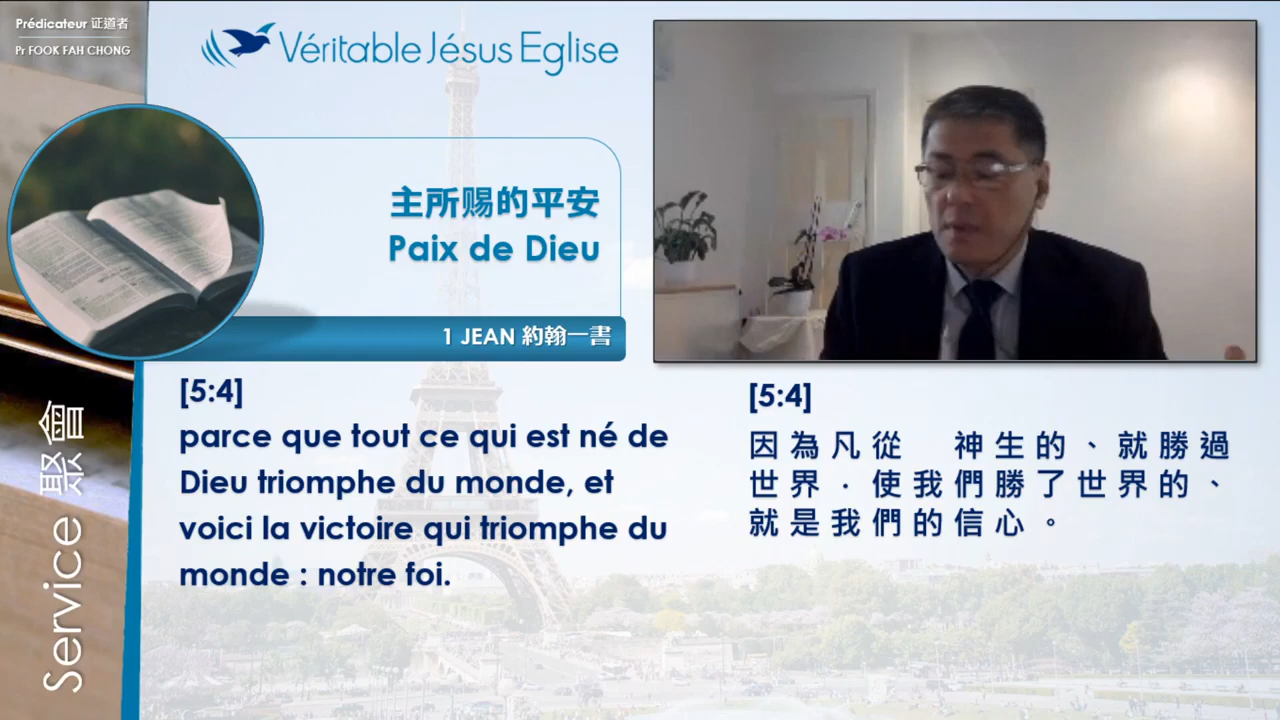 Prédicateur 证道者
Pr FOOK FAH CHONG
Véritable Jésus Eglise
主所赐的平安
Paix de Dieu
1 JEAN 約翰一書
[5:4]
parce que tout ce qui est né de
Dieu triomphe du monde, et
voici la victoire qui triomphe du
monde : notre foi.
[5:4]
因為凡從　神生的、就勝過
世界．使我們勝了世界的、
就是我們的信心。
Service 聚會